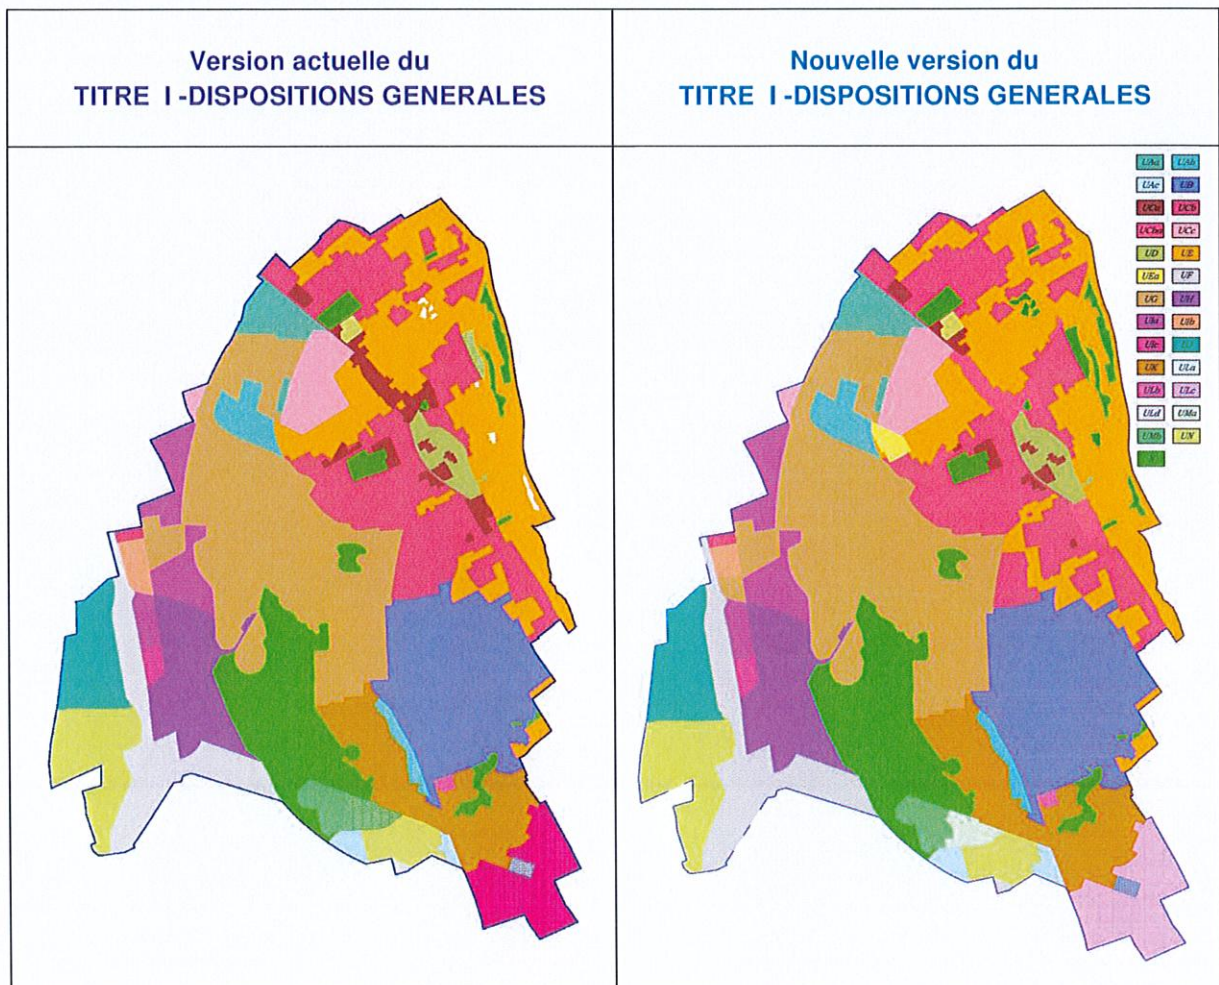 Version actuelle du
TITRE I -DISPOSITIONS GENERALES
Nouvelle version du
TITRE I -DISPOSITIONS GENERALES
UAa UAb
UAc UB
UCa UCb
UCba UCc
UD UE
UEa UF
UG UH
UIa UIb
UIc
UK ULa
ULb ULc
ULd UMa
UMb UN